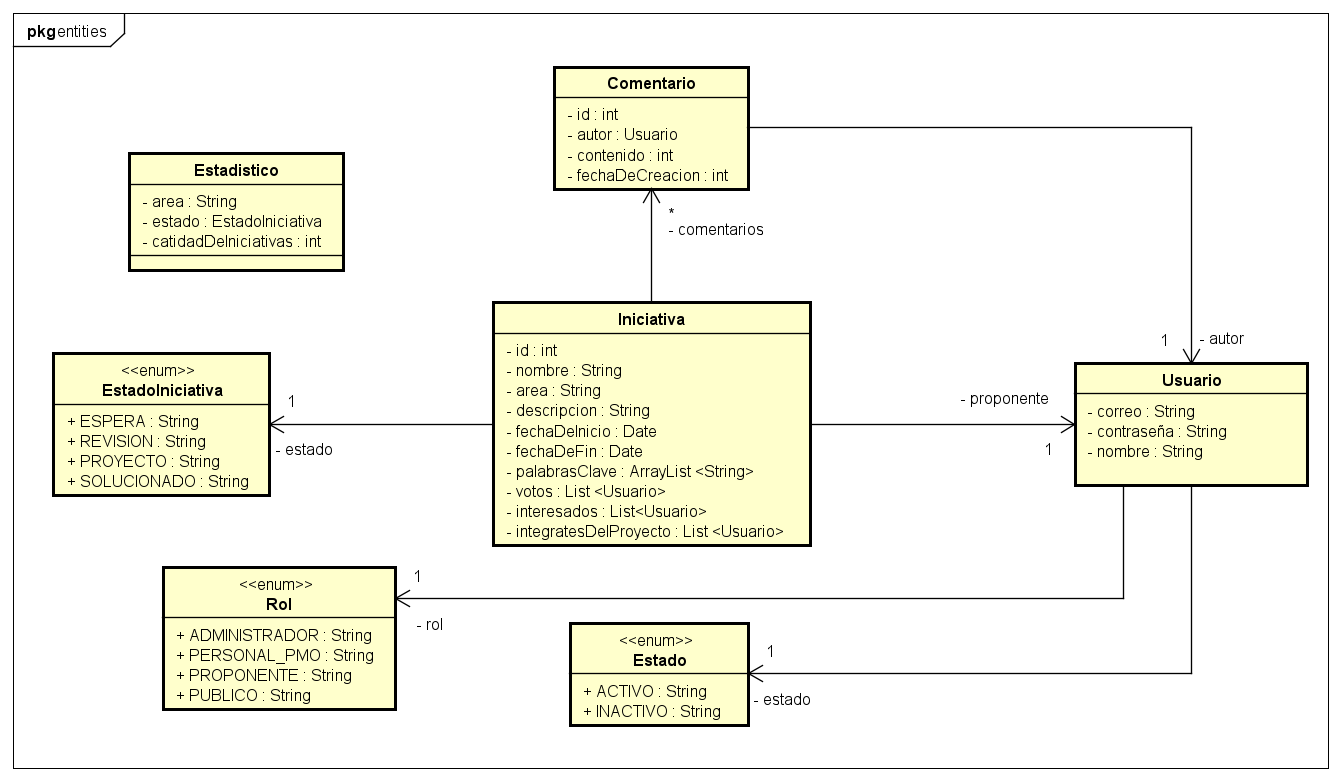 pkg entities
Comentario
- id : int
- autor : Usuario
- contenido : int
- fechaDeCreacion : int
Estadistico
- area : String
- estado : EstadoIniciativa
- catidadDeIniciativas : int
*
- comentarios
Iniciativa
- id : int
- nombre : String
- area : String
- descripcion : String
- fechaDeInicio : Date
- fechaDeFin : Date
- palabrasClave : ArrayList <String>
- votos : List <Usuario>
- interesados : List<Usuario>
- integratesDelProyecto : List <Usuario>
1
- autor
<<enum>>
EstadoIniciativa
+ ESPERA : String
+ REVISION : String
+ PROYECTO : String
+ SOLUCIONADO : String
1
- estado
- proponente
1
Usuario
- correo : String
- contraseña : String
- nombre : String
<<enum>>
Rol
+ ADMINISTRADOR : String
+ PERSONAL_PMO : String
+ PROPONENTE : String
+ PUBLICO : String
1
- rol
<<enum>>
Estado
+ ACTIVO : String
+ INACTIVO : String
1
- estado